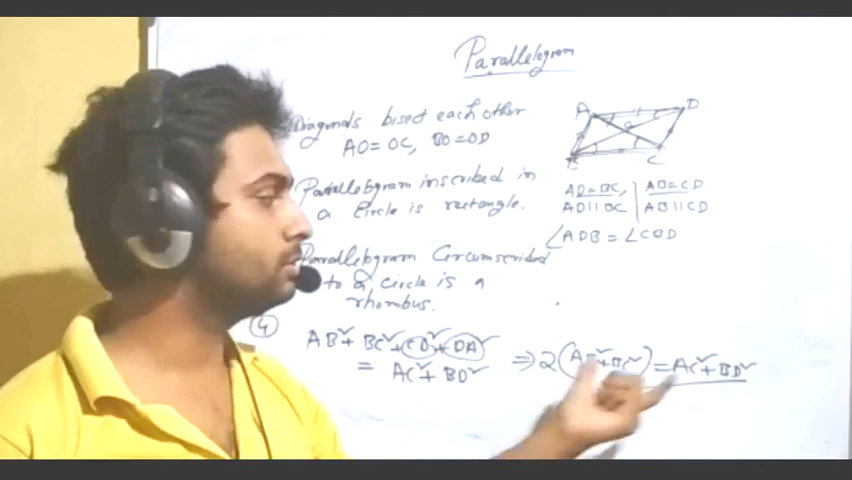 Parallelogram
Diagonals bisect each other
AO=OC, BO=OD
Parallelogram inscribed in
a Circle is rectangle.
Parallelogram Circumscribed
to a circle is a
rhombus.
④
AB²+ BC²+CD²+DA²
= AC²+ BD²
⇒ 2(AB²+BC²) = AC²+BD²
A D
O
B C
AD=BC, AB=CD
AD||BC AB||CD
∠ADB =